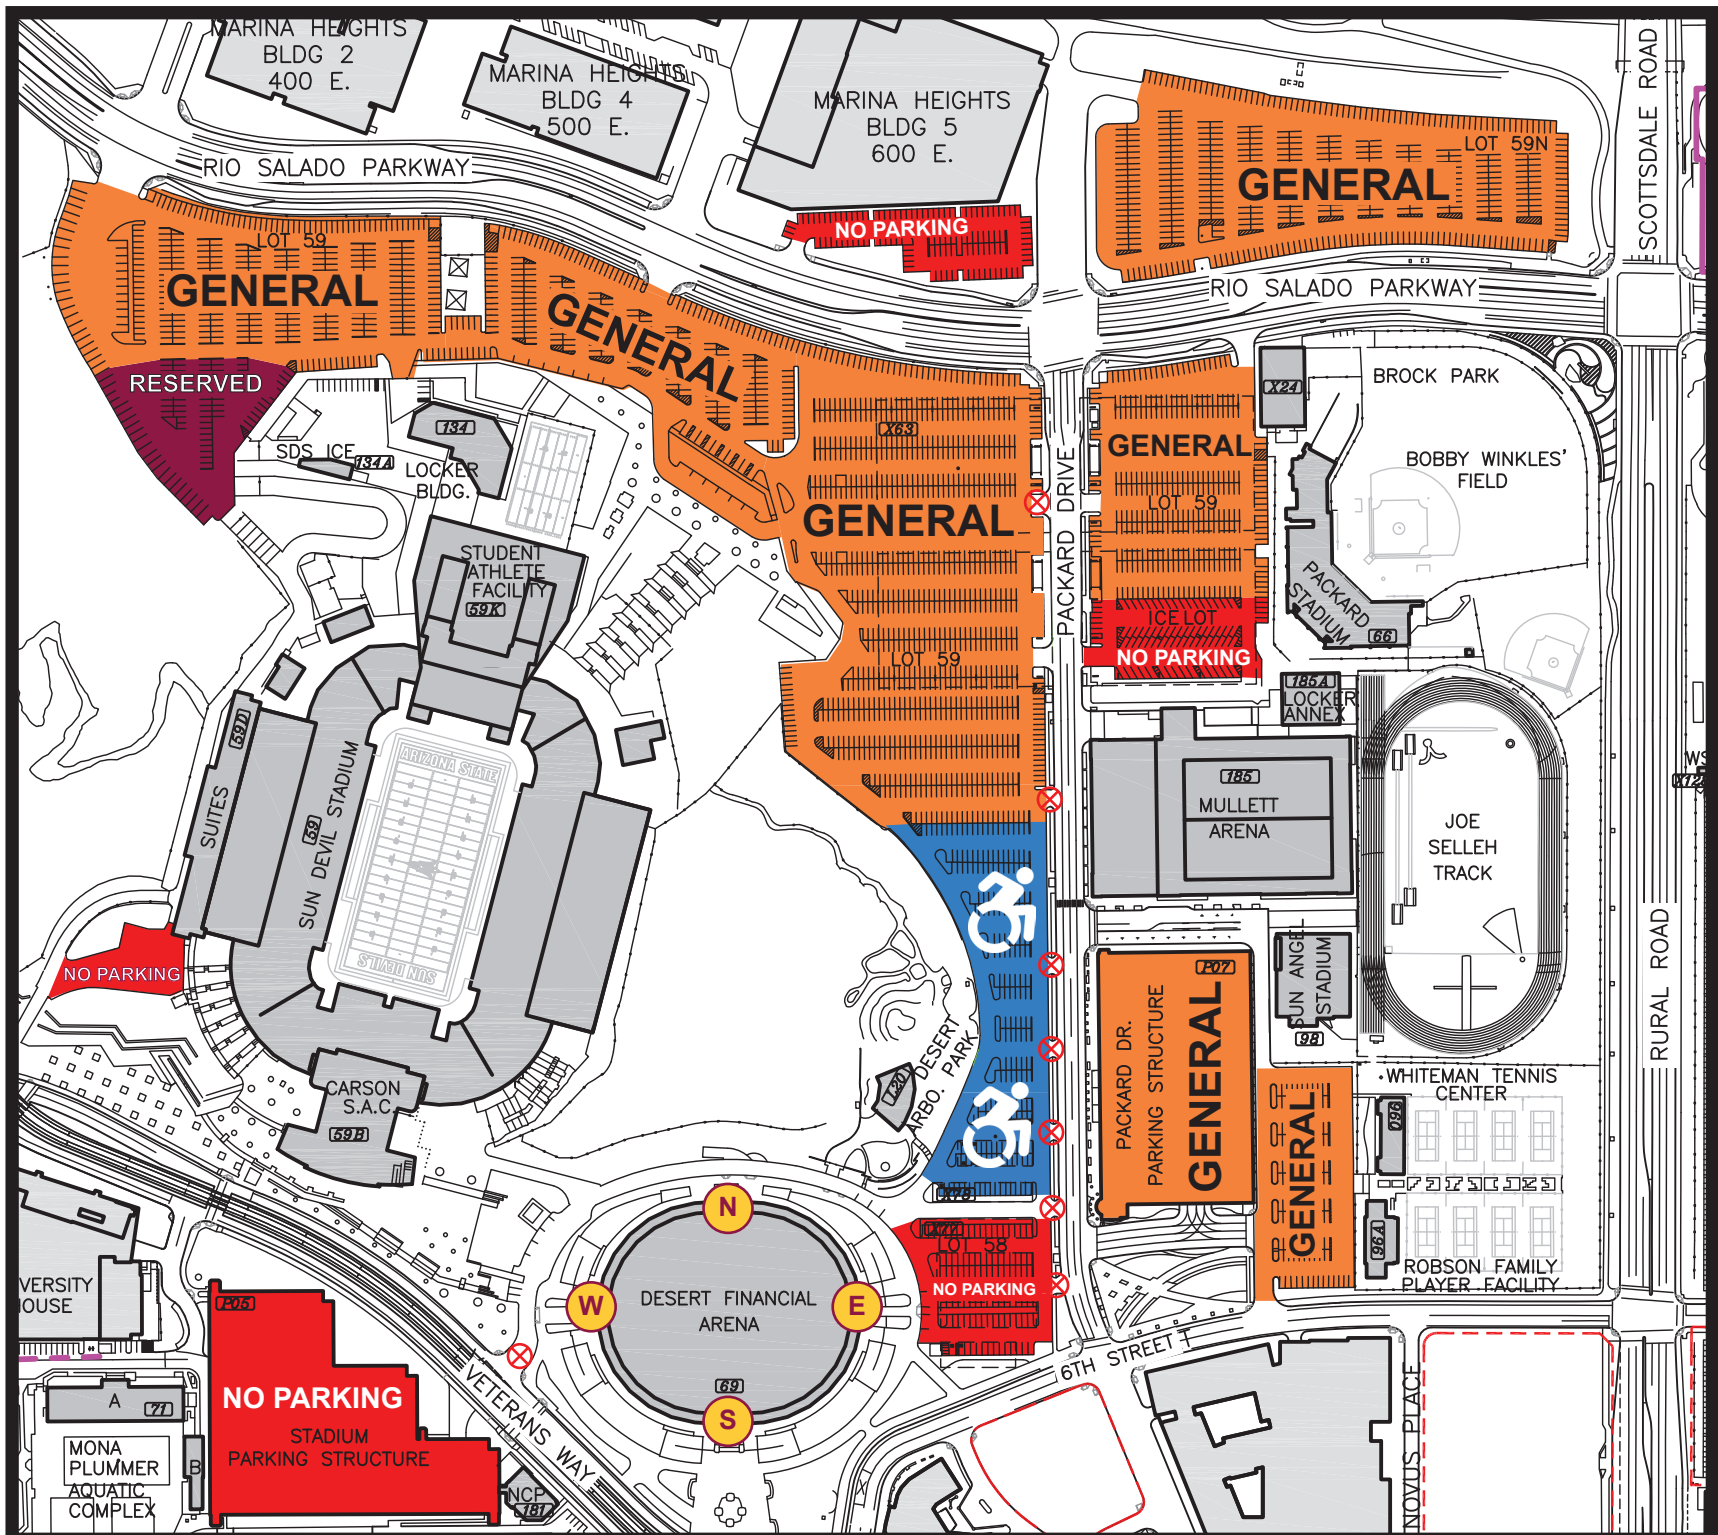 MARINA HEIGHTS
BLDG 2
400 E.
MARINA HEIGHTS
BLDG 4
500 E.
MARINA HEIGHTS
BLDG 5
600 E.
SCOTTSDALE ROAD
LOT 59N
GENERAL
RIO SALADO PARKWAY
NO PARKING
RIO SALADO PARKWAY
LOT 59
GENERAL
GENERAL
RESERVED
SDS ICE
134A
134
LOCKER
BLDG.
X63
GENERAL
LOT 59
PACKARD DRIVE
GENERAL
LOT 59
ICE LOT
NO PARKING
X24
BROCK PARK
BOBBY WINKLES'
FIELD
PACKARD
STADIUM
66
STUDENT
ATHLETE
FACILITY
59K
59D
SUITES
59
SUN DEVIL STADIUM
ARIZONA STATE
SUN DEVILS
NO PARKING
CARSON
S.A.C.
59B
185A
LOCKER
ANNEX
185
MULLETT
ARENA
JOE
SELLEH
TRACK
WS
RURAL ROAD
P07
PACKARD DR.
PARKING STRUCTURE
GENERAL
SUN ANGEL
STADIUM
98
GENERAL
WHITEMAN TENNIS
CENTER
096
96A
ROBSON FAMILY
PLAYER FACILITY
DESERT
ARBO. PARK
120
X78
X77
LOT 58
NO PARKING
N
W
E
S
DESERT FINANCIAL
ARENA
69
6TH STREET T
VETERANS WAY
VERSITY
HOUSE
P05
NO PARKING
STADIUM
PARKING STRUCTURE
A
71
B
MONA
PLUMMER
AQUATIC
COMPLEX
NCP
181
NOVUS PLACE